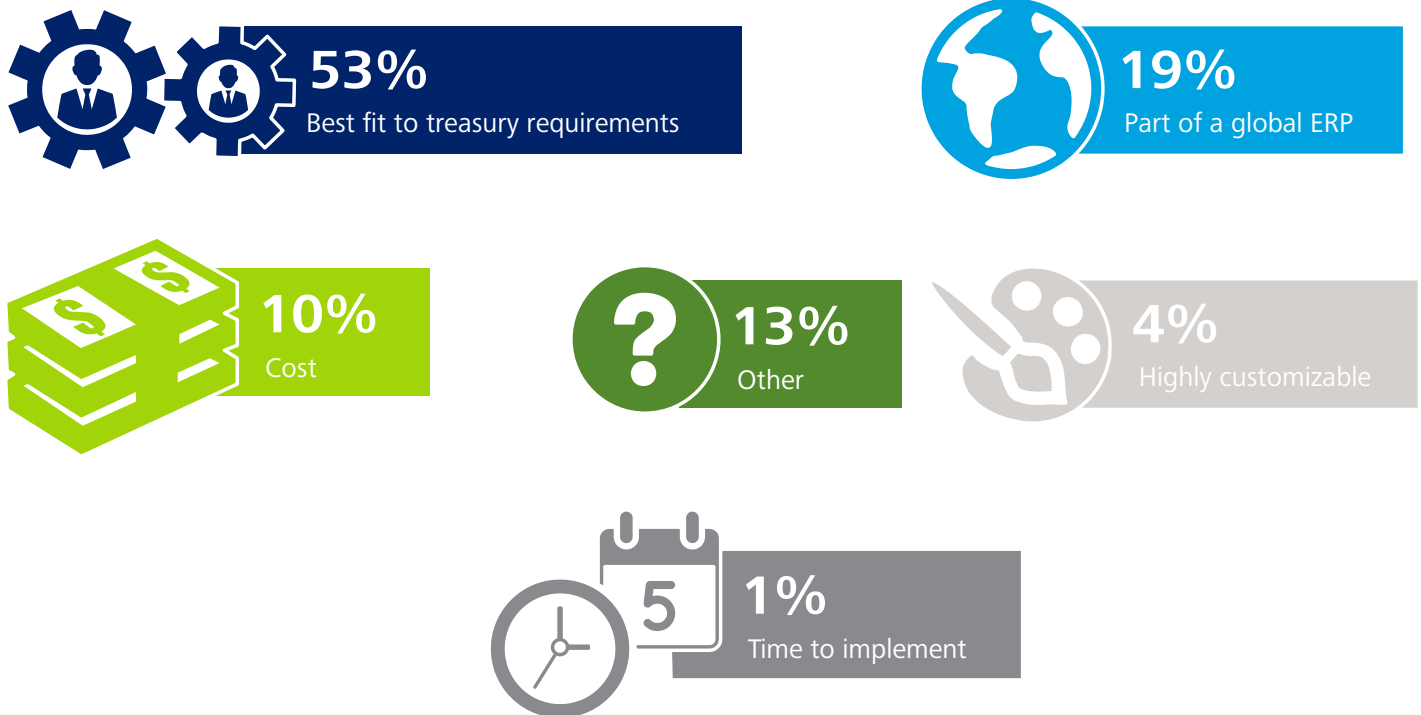 53%
Best fit to treasury requirements
19%
Part of a global ERP
$
$
10%
Cost
?
13%
Other
4%
Highly customizable
5
1%
Time to implement